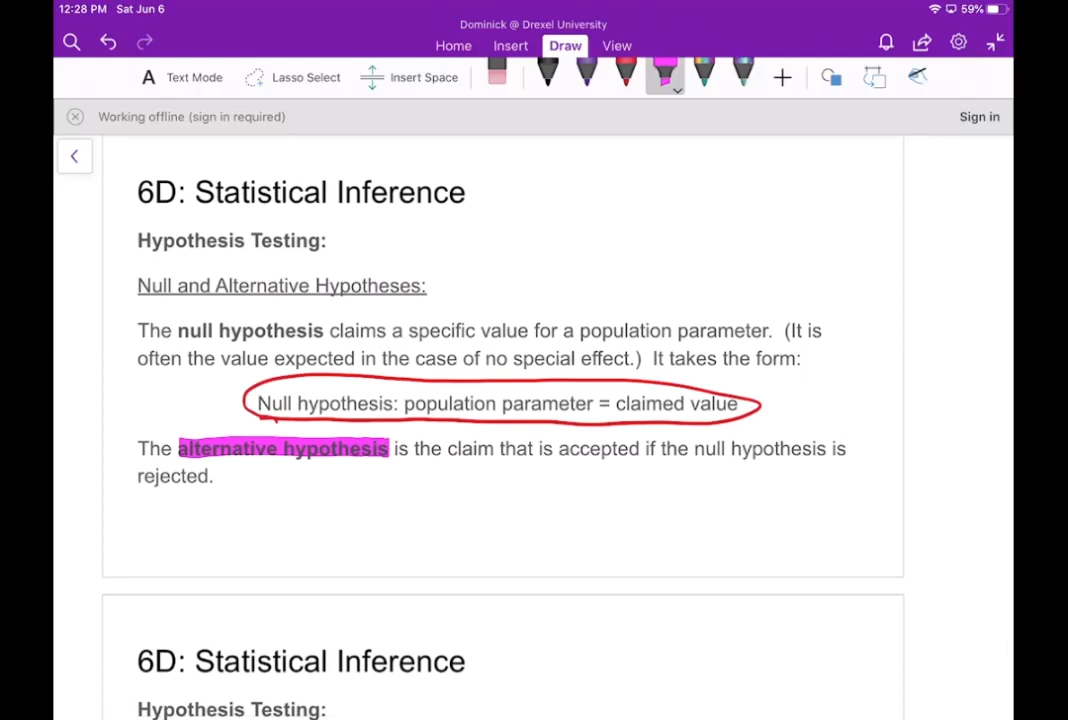 12:28 PM Sat Jun 6
59%
Dominick @ Drexel University
Home Insert Draw View
A Text Mode Lasso Select Insert Space
Working offline (sign in required) Sign in
6D: Statistical Inference
Hypothesis Testing:
Null and Alternative Hypotheses:
The null hypothesis claims a specific value for a population parameter. (It is
often the value expected in the case of no special effect.) It takes the form:
Null hypothesis: population parameter = claimed value
The alternative hypothesis is the claim that is accepted if the null hypothesis is
rejected.
6D: Statistical Inference
Hypothesis Testing: